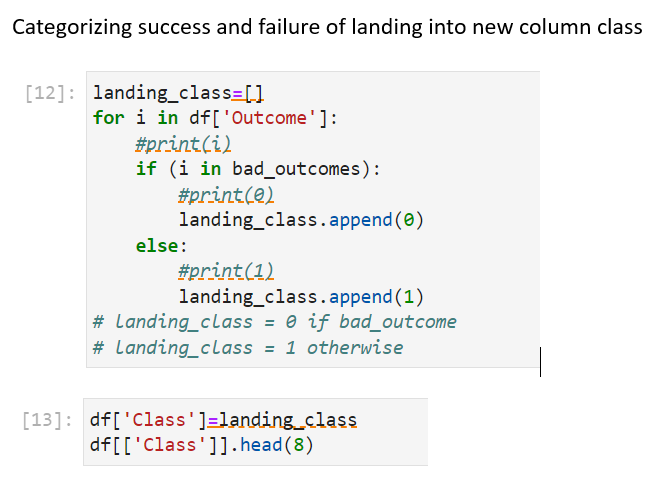 Categorizing success and failure of landing into new column class
[12]: landing_class=[]
for i in df['Outcome']:
    #print(i)
    if (i in bad_outcomes):
        #print(0)
        landing_class.append(0)
    else:
        #print(1)
        landing_class.append(1)
# landing_class = 0 if bad_outcome
# landing_class = 1 otherwise
[13]: df['Class']=landing_class
df[['Class']].head(8)